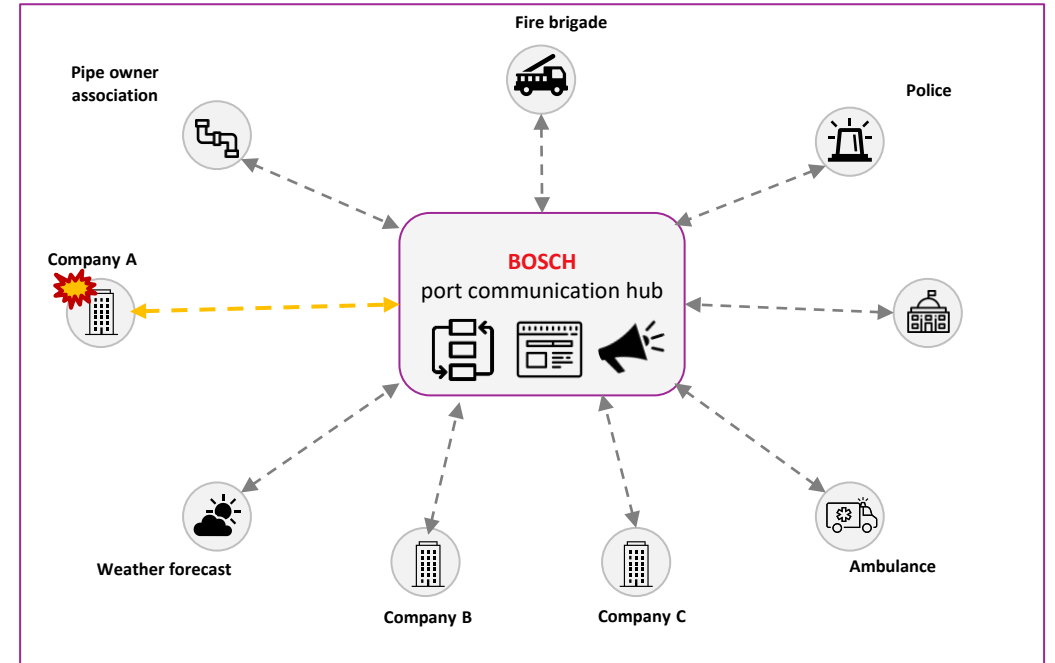 Fire brigade
Pipe owner
association
Police
Company A
BOSCH
port communication hub
Weather forecast
Ambulance
Company B
Company C